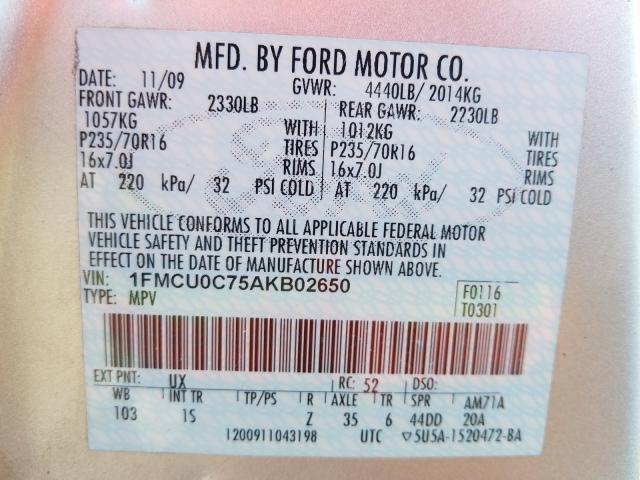 MFD. BY FORD MOTOR CO.
DATE: 11/09 GVWR: 4440LB/ 2014KG
FRONT GAWR: 2330LB REAR GAWR: 2230LB
1057KG WITH 1012KG WITH
P235/70R16 TIRES P235/70R16 TIRES
16x7.0J RIMS 16x7.0J RIMS
AT 220 kPa/ 32 PSI COLD AT 220 kPa/ 32 PSI COLD
THIS VEHICLE CONFORMS TO ALL APPLICABLE FEDERAL MOTOR
VEHICLE SAFETY AND THEFT PREVENTION STANDARDS IN
EFFECT ON THE DATE OF MANUFACTURE SHOWN ABOVE.
VIN: 1FMCU0C75AKB02650 F0116
TYPE: MPV T0301
EXT PNT: UX RC: 52 DSO:
WB INT TR TP/PS R AXLE TR SPR AM71A
103 1S Z 35 6 44DD 20A
1200911043198 UTC ▽5U5A-1520472-BA